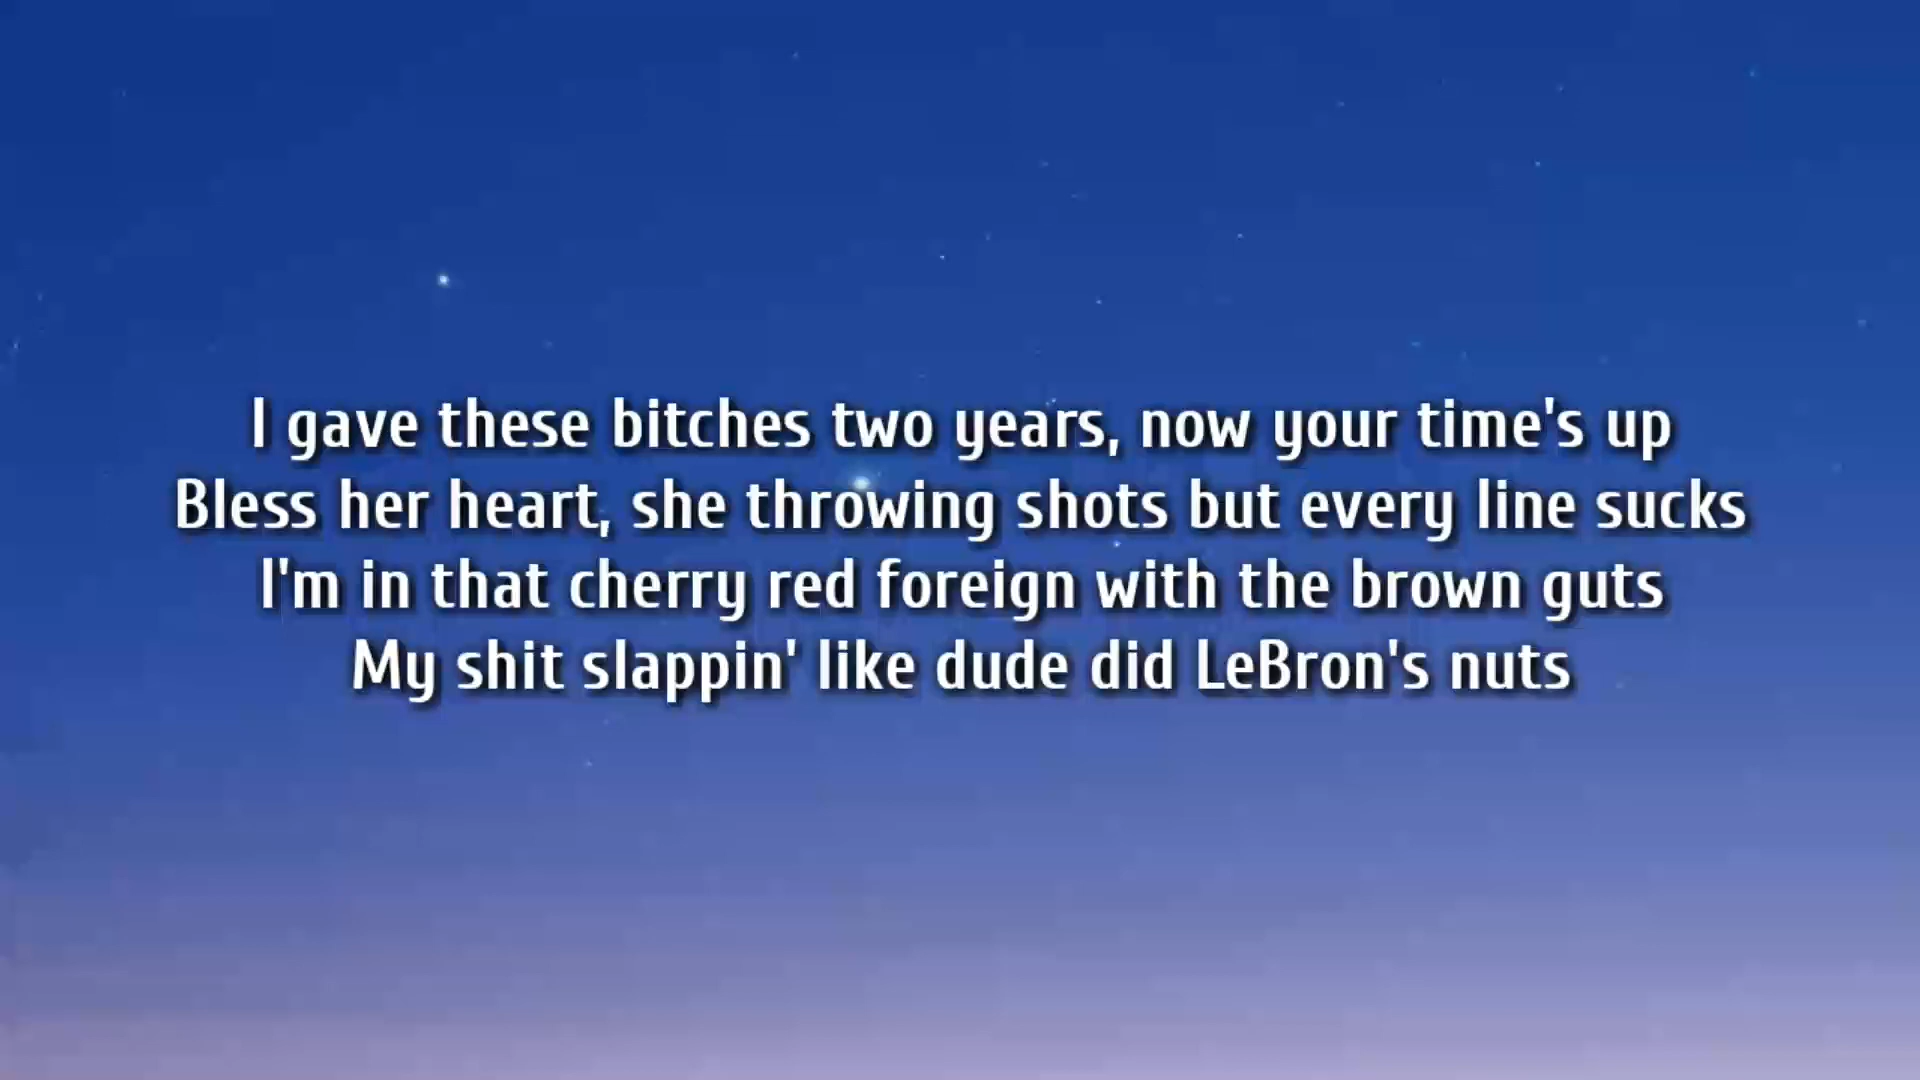 I gave these bitches two years, now your time's up
Bless her heart, she throwing shots but every line sucks
I'm in that cherry red foreign with the brown guts
My shit slappin' like dude did LeBron's nuts